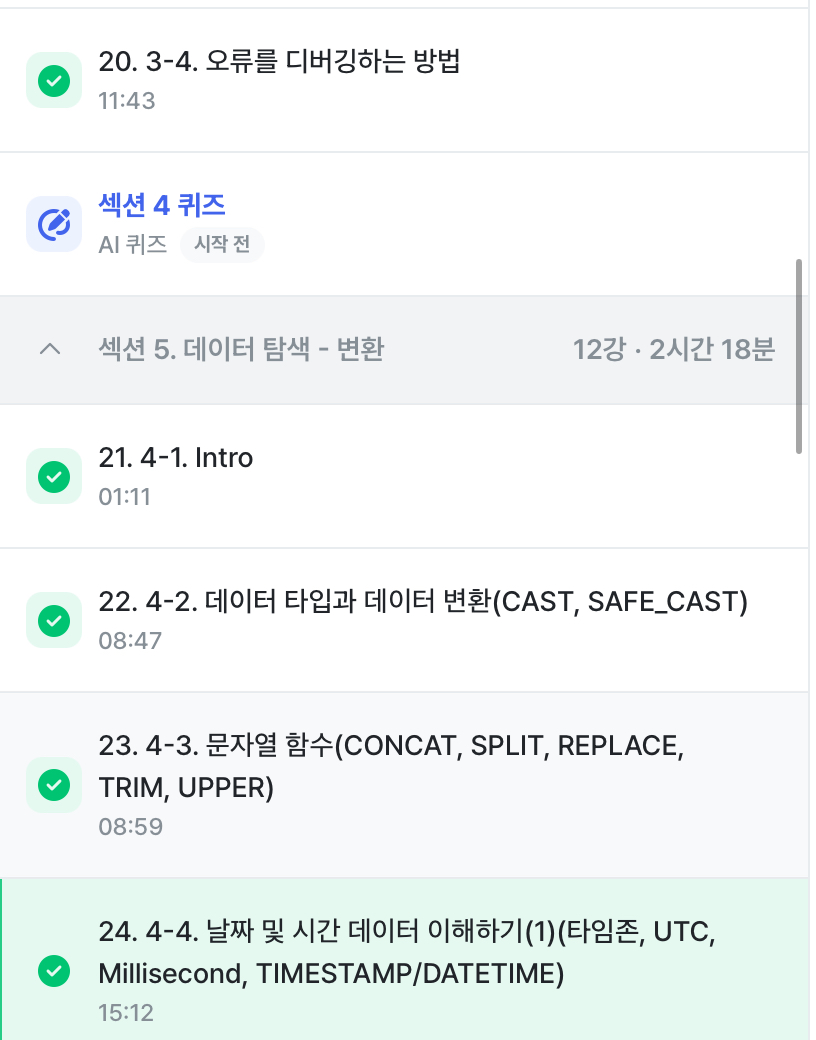 20. 3-4. 오류를 디버깅하는 방법
11:43
섹션 4 퀴즈
AI 퀴즈 시작 전
섹션 5. 데이터 탐색 - 변환 12강 · 2시간 18분
21. 4-1. Intro
01:11
22. 4-2. 데이터 타입과 데이터 변환(CAST, SAFE_CAST)
08:47
23. 4-3. 문자열 함수(CONCAT, SPLIT, REPLACE,
TRIM, UPPER)
08:59
24. 4-4. 날짜 및 시간 데이터 이해하기(1)(타임존, UTC,
Millisecond, TIMESTAMP/DATETIME)
15:12